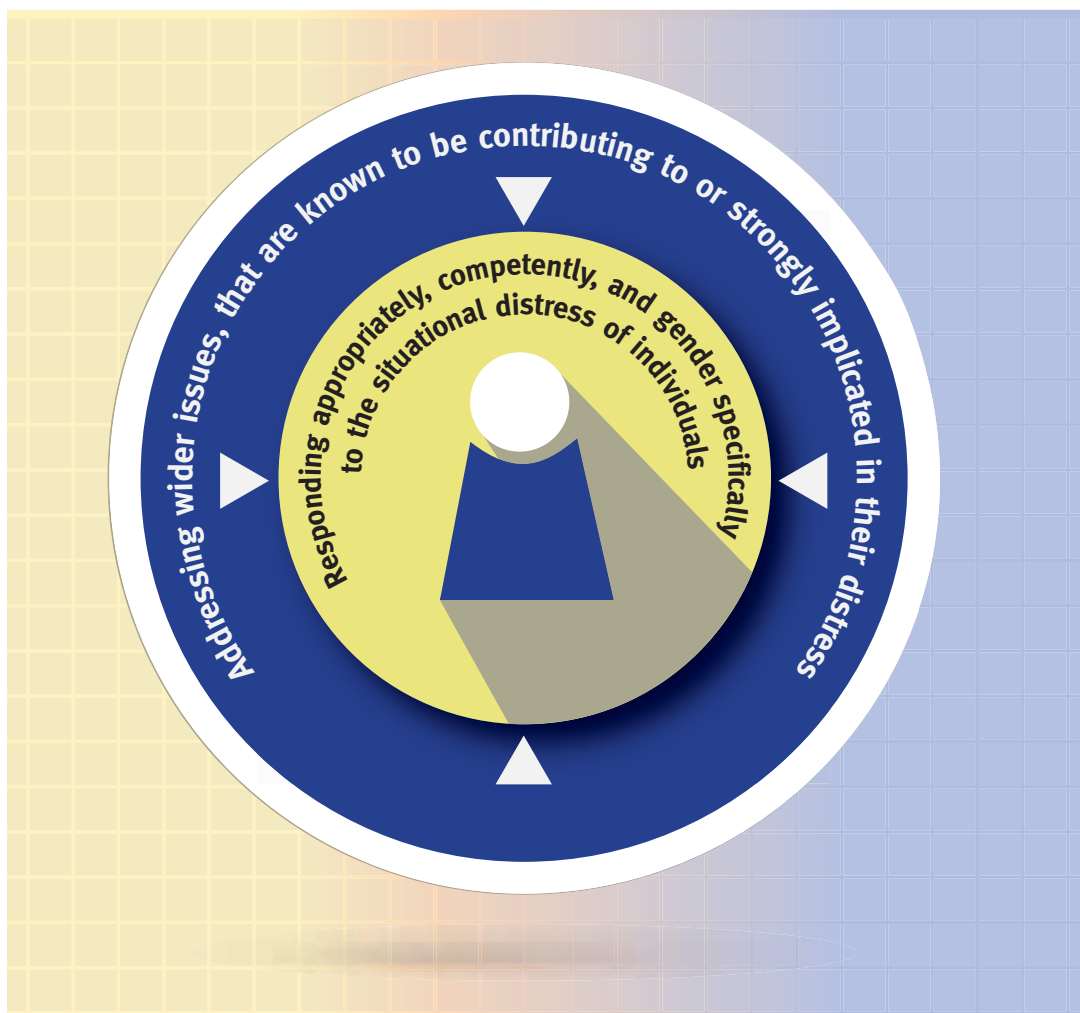 Addressing wider issues, that are known to be contributing to or strongly implicated in their distress
Responding appropriately, competently, and gender specifically
to the situational distress of individuals